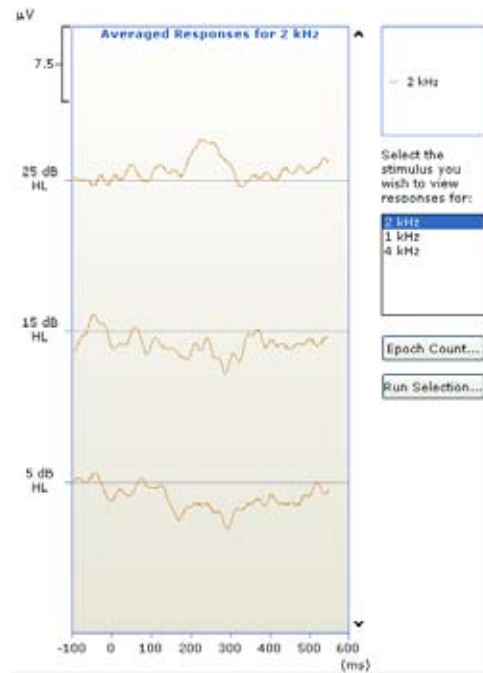 μV
Averaged Responses for 2 kHz
7.5
2 kHz
25 dB
HL
Select the
stimulus you
wish to view
responses for:
2 kHz
1 kHz
4 kHz
15 dB
HL
Epoch Count...
Run Selection...
5 dB
HL
-100 0 100 200 300 400 500 600
(ms)